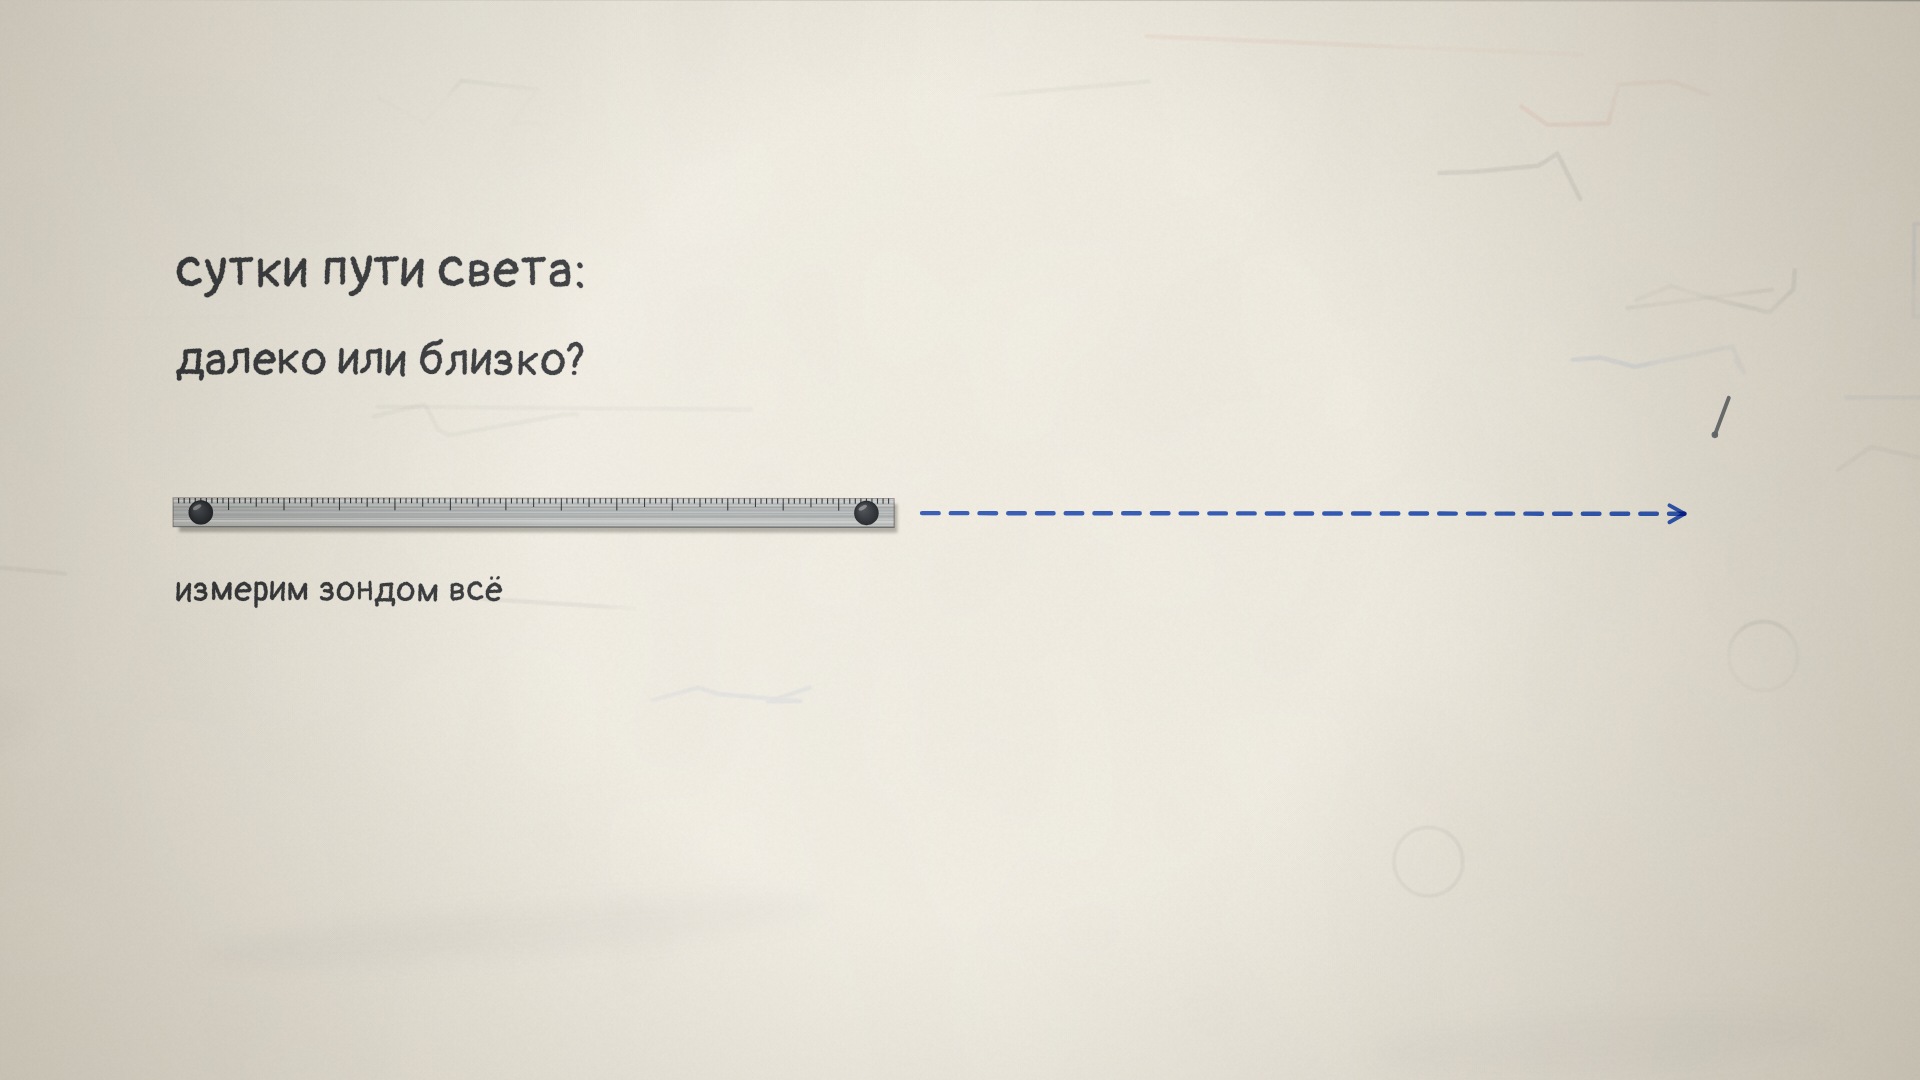 сутки пути света:
далеко или близко?
измерим зондом всё